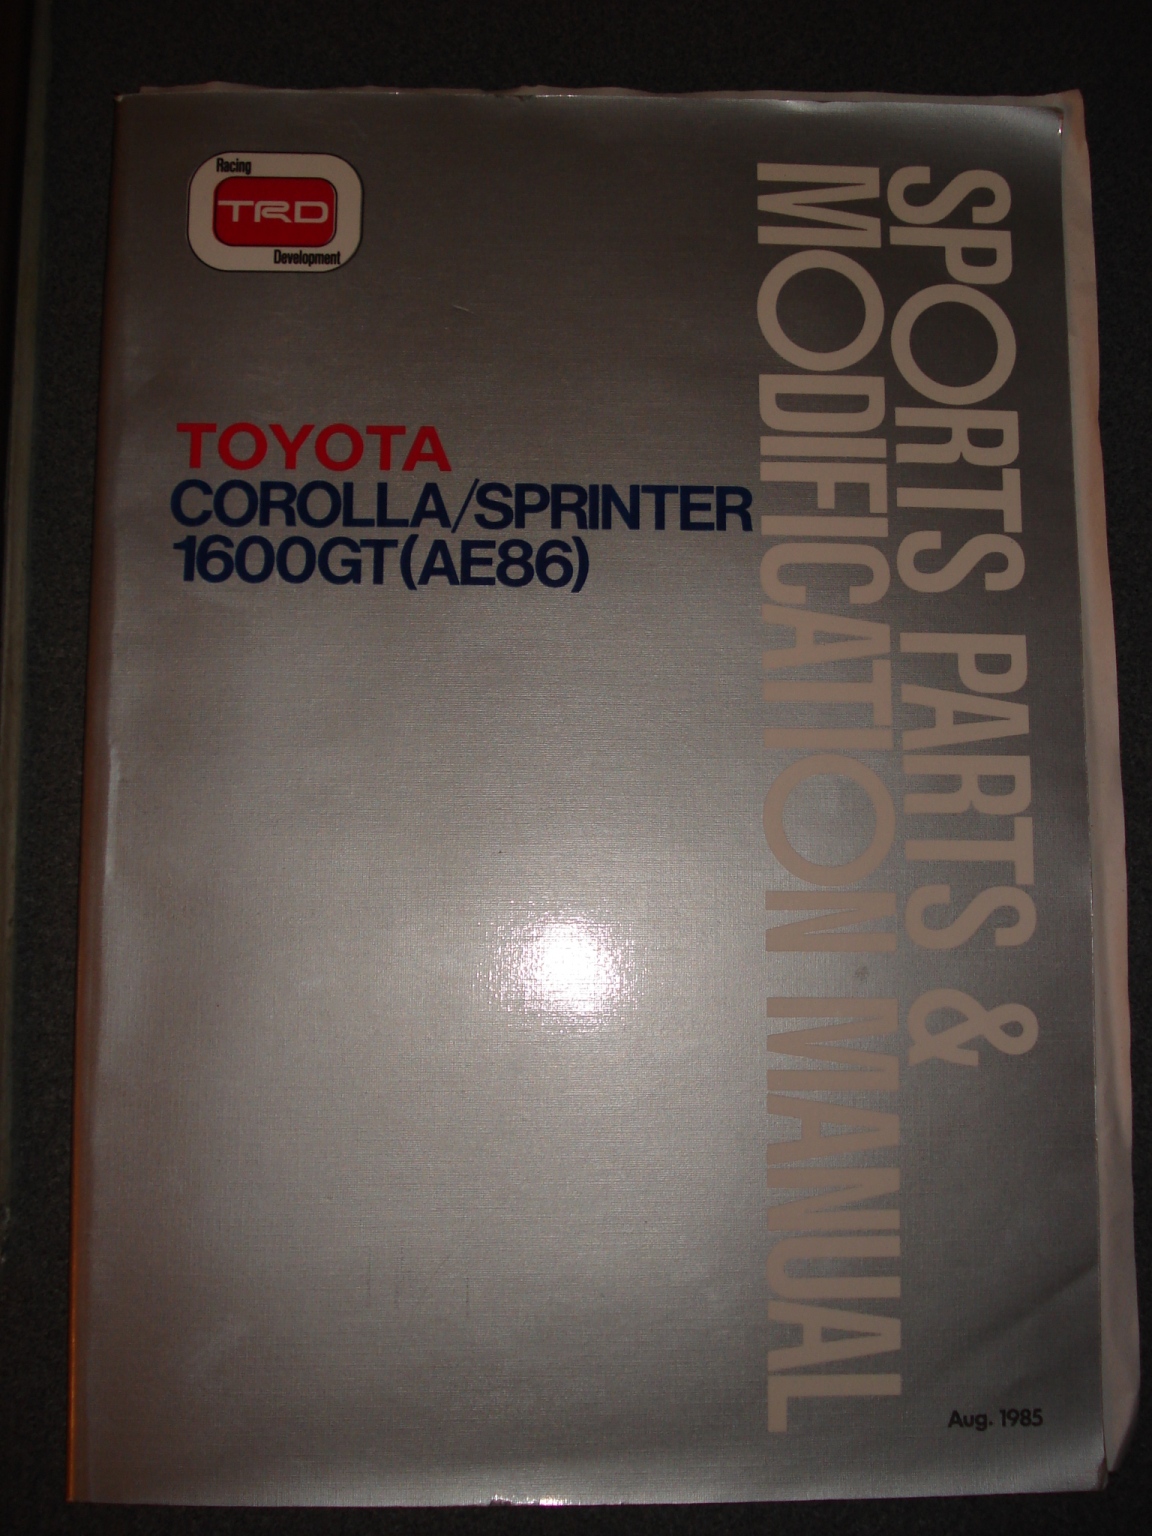 Racing
TRD
Development
TOYOTA
COROLLA/SPRINTER
1600GT(AE86)
SPORTS PARTS &
MODIFICATION MANUAL
Aug. 1985